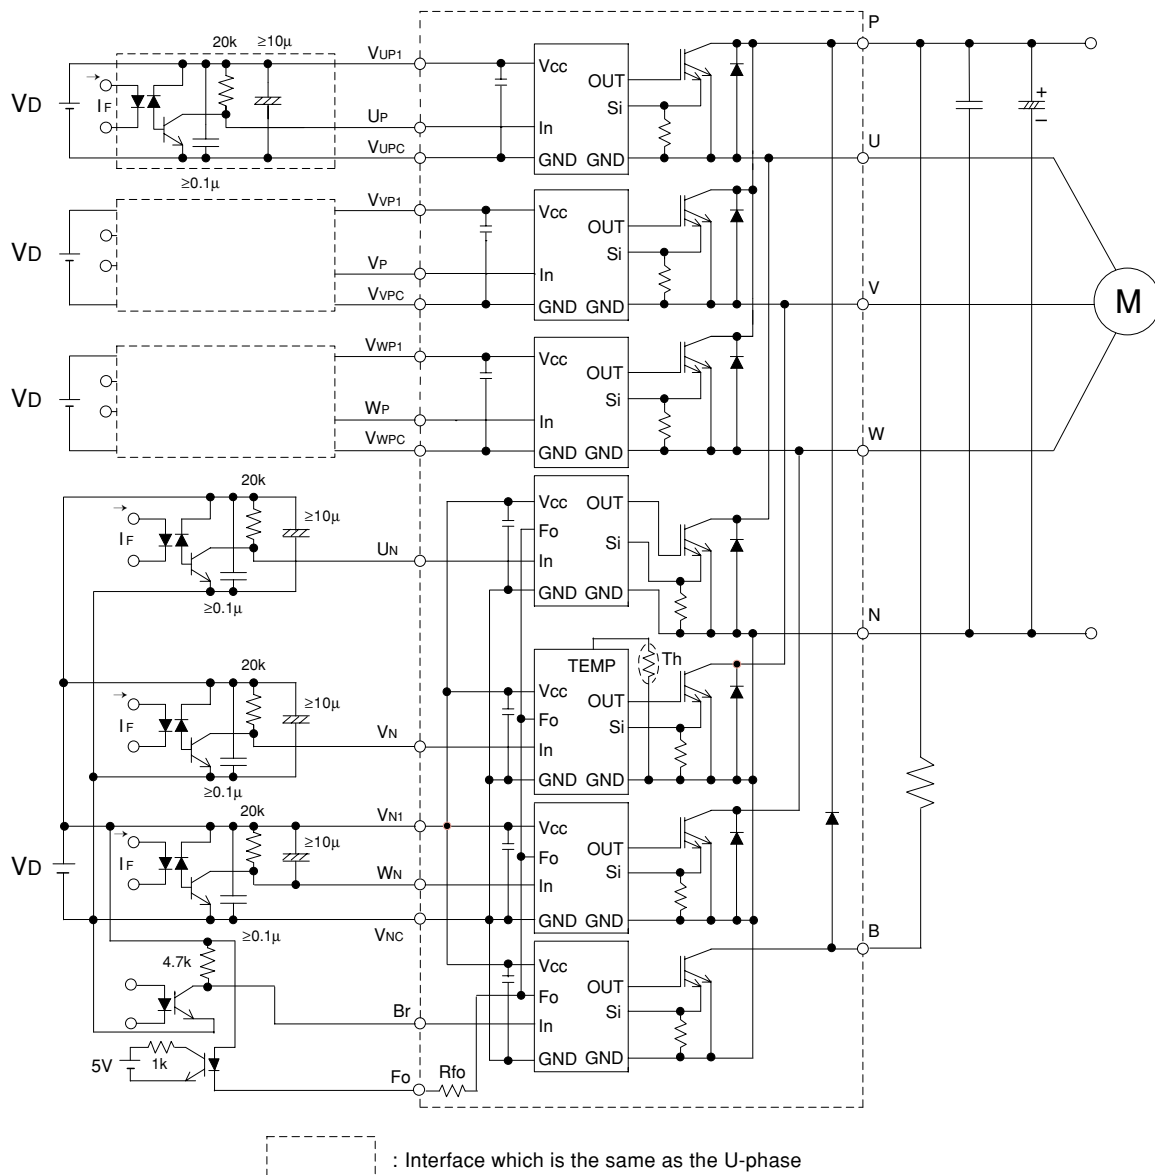 20k ≥10μ VUP1 P
Vcc
OUT
VD IF UP Si
In
+
–
VUPC GND GND U
≥0.1μ
VVP1 Vcc
OUT
VD Si
VP In
VVPC GND GND V
M
VWP1 Vcc
OUT
VD Si
WP In
VWPC GND GND W
20k
≥10μ Vcc OUT
IF Fo Si
UN In
≥0.1μ GND GND N
20k TEMP Th
≥10μ Vcc OUT
IF Fo Si
VN In
≥0.1μ GND GND
20k VN1 Vcc
IF ≥10μ OUT
VD Fo Si
WN In
VNC GND GND
≥0.1μ B
4.7k Vcc
OUT
Fo Si
Br In
5V 1k GND GND
Fo Rfo
: Interface which is the same as the U-phase